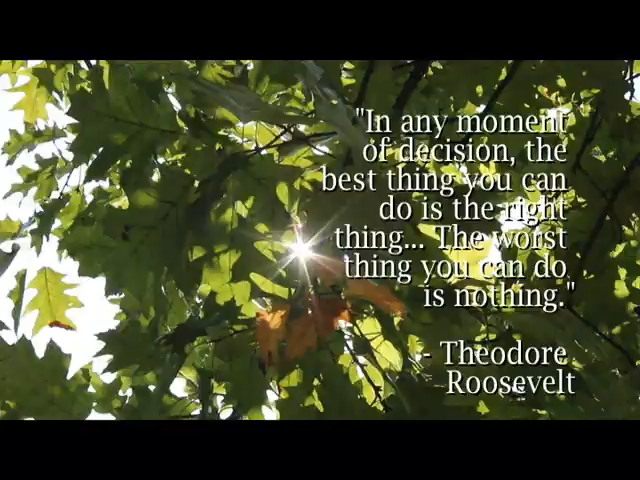 "In any moment
of decision, the
best thing you can
do is the right
thing... The worst
thing you can do
is nothing."
- Theodore
Roosevelt